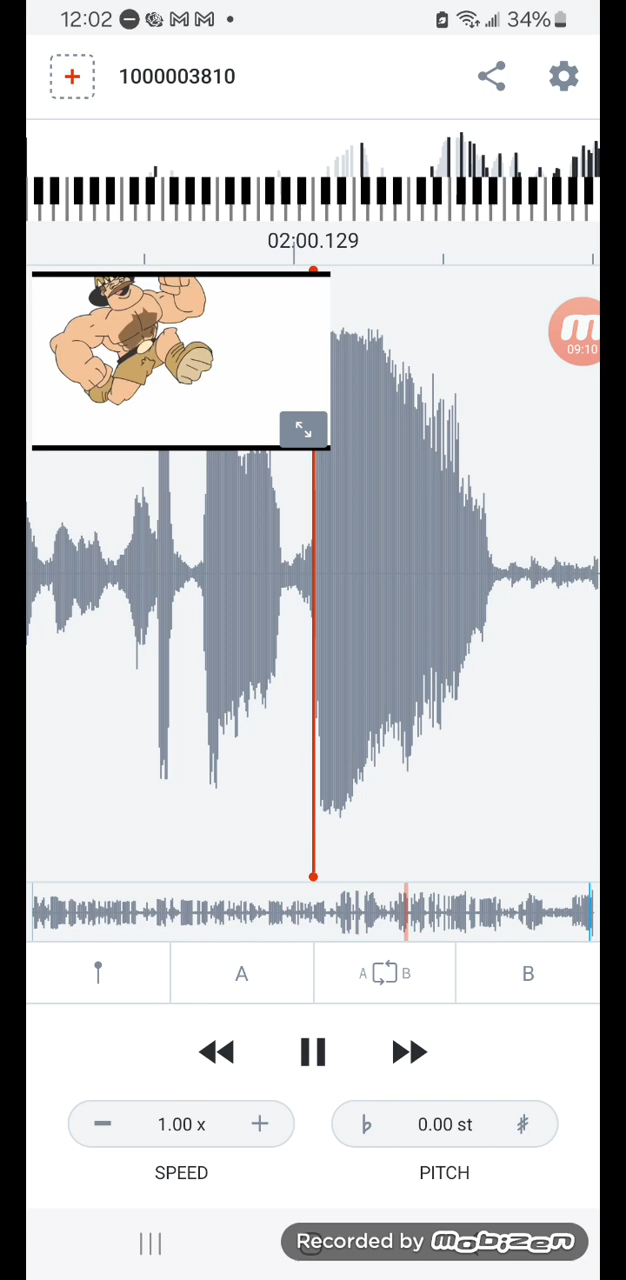 12:02
34%
1000003810
02:00.129
09:10
A
A B
B
1.00 x
0.00 st
SPEED
PITCH
Recorded by mobizen